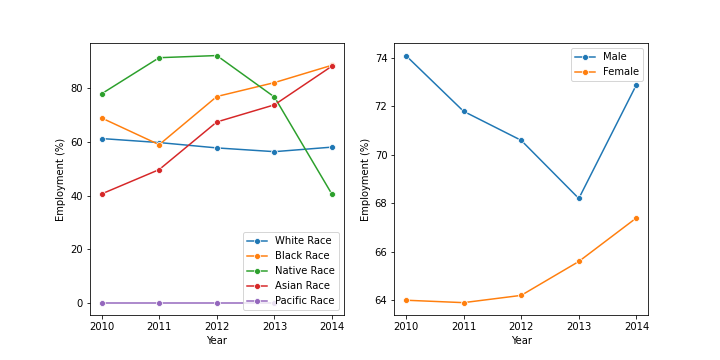 Employment (%)
80
60
40
20
0
White Race
Black Race
Native Race
Asian Race
Pacific Race
2010 2011 2012 2013 2014
Year
Employment (%)
74
72
70
68
66
64
Male
Female
2010 2011 2012 2013 2014
Year